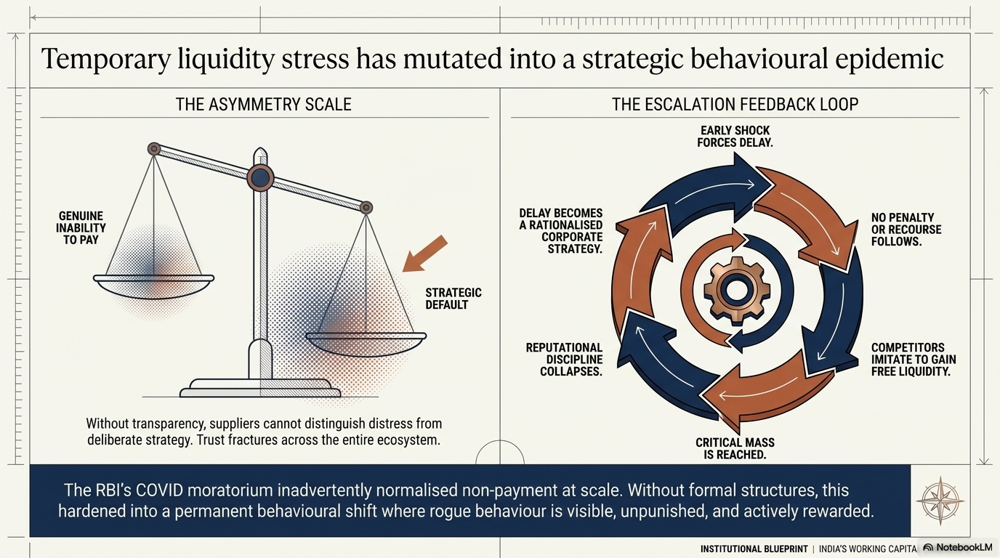 Temporary liquidity stress has mutated into a strategic behavioural epidemic
THE ASYMMETRY SCALE
GENUINE
INABILITY
TO PAY
STRATEGIC
DEFAULT
Without transparency, suppliers cannot distinguish distress from
deliberate strategy. Trust fractures across the entire ecosystem.
THE ESCALATION FEEDBACK LOOP
EARLY SHOCK
FORCES DELAY.
NO PENALTY
OR RECOURSE
FOLLOWS.
COMPETITORS
IMITATE TO GAIN
FREE LIQUIDITY.
CRITICAL MASS
IS REACHED.
REPUTATIONAL
DISCIPLINE
COLLAPSES.
DELAY BECOMES
A RATIONALISED
CORPORATE
STRATEGY.
The RBI's COVID moratorium inadvertently normalised non-payment at scale. Without formal structures, this
hardened into a permanent behavioural shift where rogue behaviour is visible, unpunished, and actively rewarded.
INSTITUTIONAL BLUEPRINT | INDIA'S WORKING
NotebookLM